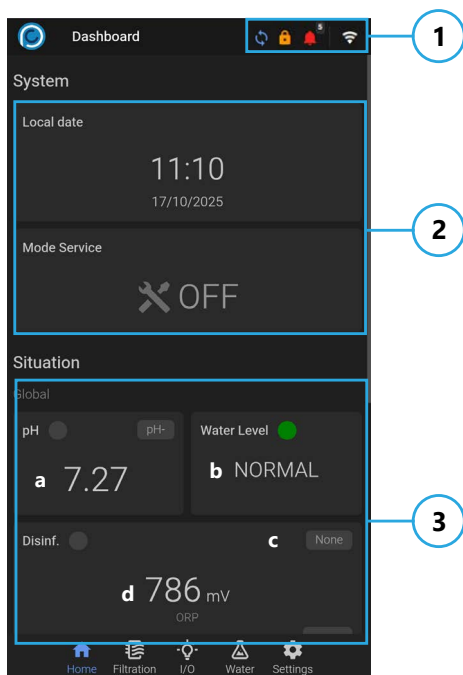 Dashboard
5
1
System
Local date
11:10
17/10/2025
2
Mode Service
OFF
Situation
Global
pH
pH-
Water Level
a
7.27
b
NORMAL
3
Disinf.
c
None
d
786 mV
ORP
Home
Filtration
I/O
Water
Settings